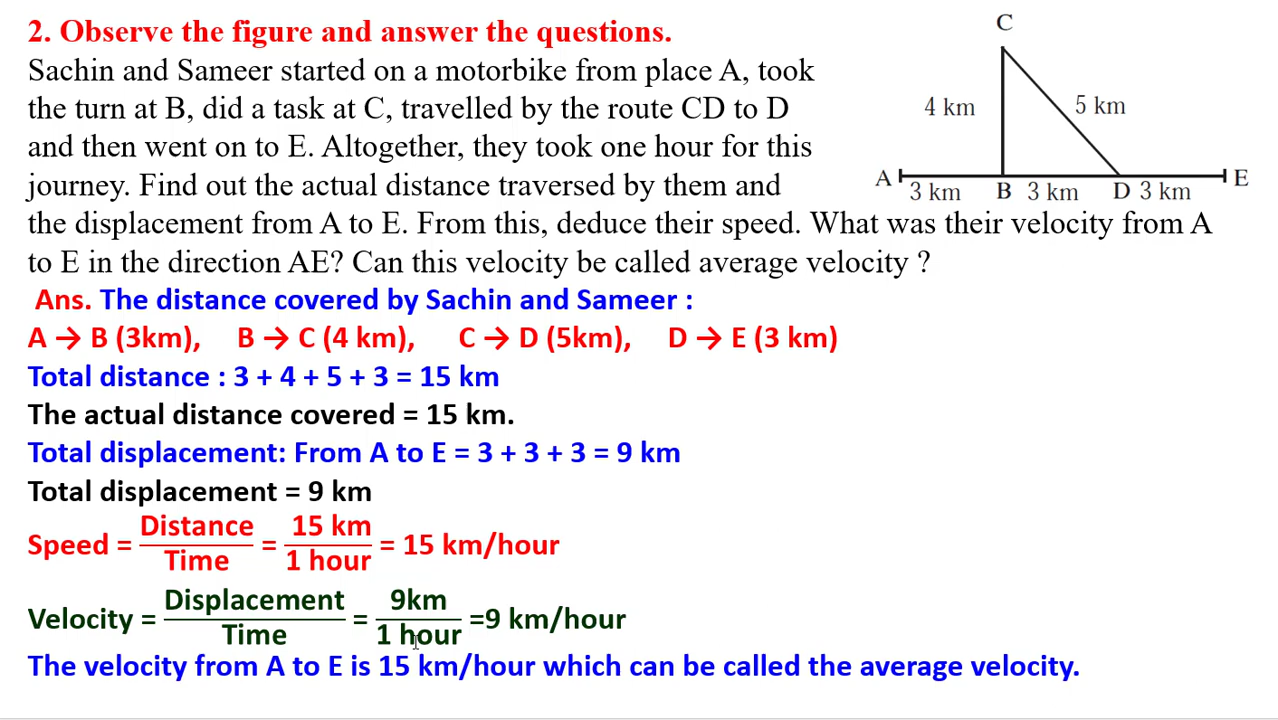 2. Observe the figure and answer the questions.
Sachin and Sameer started on a motorbike from place A, took
the turn at B, did a task at C, travelled by the route CD to D
and then went on to E. Altogether, they took one hour for this
journey. Find out the actual distance traversed by them and
the displacement from A to E. From this, deduce their speed. What was their velocity from A
to E in the direction AE? Can this velocity be called average velocity ?
C
4 km
5 km
A
E
3 km B 3 km D 3 km
Ans. The distance covered by Sachin and Sameer :
A → B (3km), B → C (4 km), C → D (5km), D → E (3 km)
Total distance : 3 + 4 + 5 + 3 = 15 km
The actual distance covered = 15 km.
Total displacement: From A to E = 3 + 3 + 3 = 9 km
Total displacement = 9 km
Distance 15 km
Speed = = = 15 km/hour
Time 1 hour
Displacement 9km
Velocity = = =9 km/hour
Time 1 hour
The velocity from A to E is 15 km/hour which can be called the average velocity.